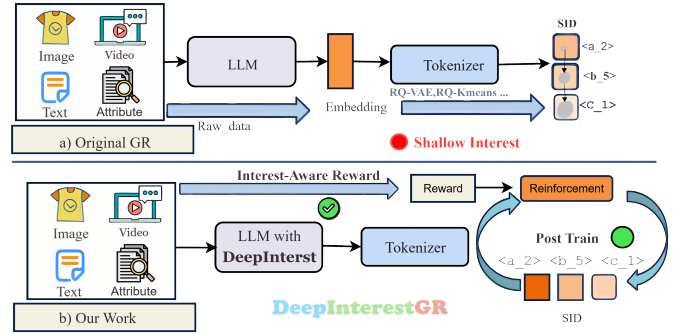 Image
Video
Text
Attribute
a) Original GR
LLM
Raw_data
Embedding
Tokenizer
RQ-VAE,RQ-Kmeans ...
SID
<a_2>
<b_5>
<C_1>
Shallow Interest
Interest-Aware Reward
Reward
Reinforcement
Image
Video
Text
Attribute
b) Our Work
LLM with
DeepInterst
Tokenizer
Post Train
<a_2> <b_5> <c_1>
SID
DeepInterestGR